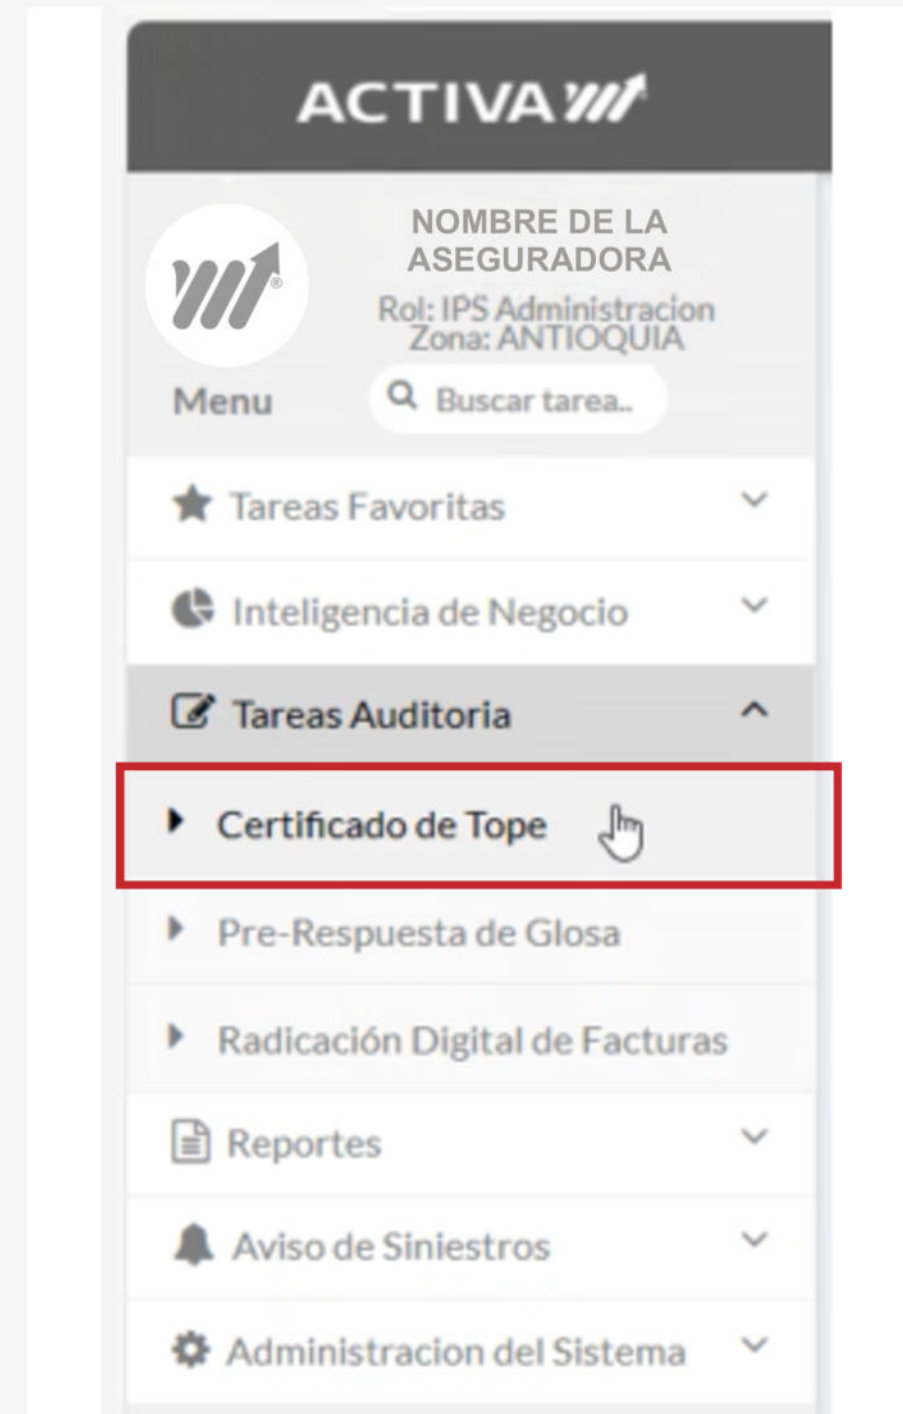 ACTIVA
NOMBRE DE LA
ASEGURADORA
Rol: IPS Administracion
Zona: ANTIOQUIA
Menu
Buscar tarea..
Tareas Favoritas
Inteligencia de Negocio
Tareas Auditoria
Certificado de Tope
Pre-Respuesta de Glosa
Radicación Digital de Facturas
Reportes
Aviso de Siniestros
Administracion del Sistema